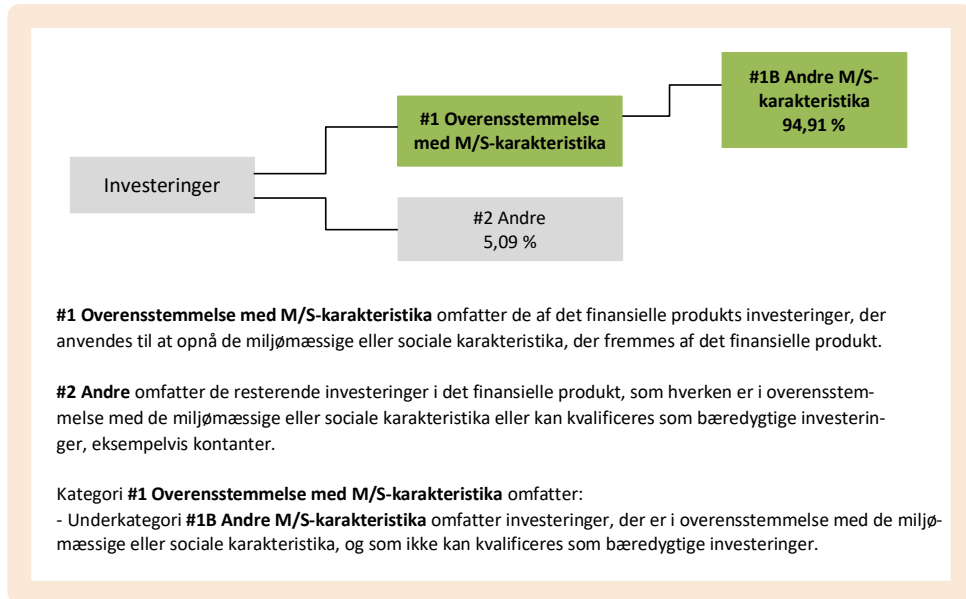 #1B Andre M/S-
karakteristika
94,91 %
#1 Overensstemmelse
med M/S-karakteristika
Investeringer
#2 Andre
5,09 %
#1 Overensstemmelse med M/S-karakteristika omfatter de af det finansielle produkts investeringer, der
anvendes til at opnå de miljømæssige eller sociale karakteristika, der fremmes af det finansielle produkt.
#2 Andre omfatter de resterende investeringer i det finansielle produkt, som hverken er i overensstem-
melse med de miljømæssige eller sociale karakteristika eller kan kvalificeres som bæredygtige investerin-
ger, eksempelvis kontanter.
Kategori #1 Overensstemmelse med M/S-karakteristika omfatter:
- Underkategori #1B Andre M/S-karakteristika omfatter investeringer, der er i overensstemmelse med de miljø-
mæssige eller sociale karakteristika, og som ikke kan kvalificeres som bæredygtige investeringer.